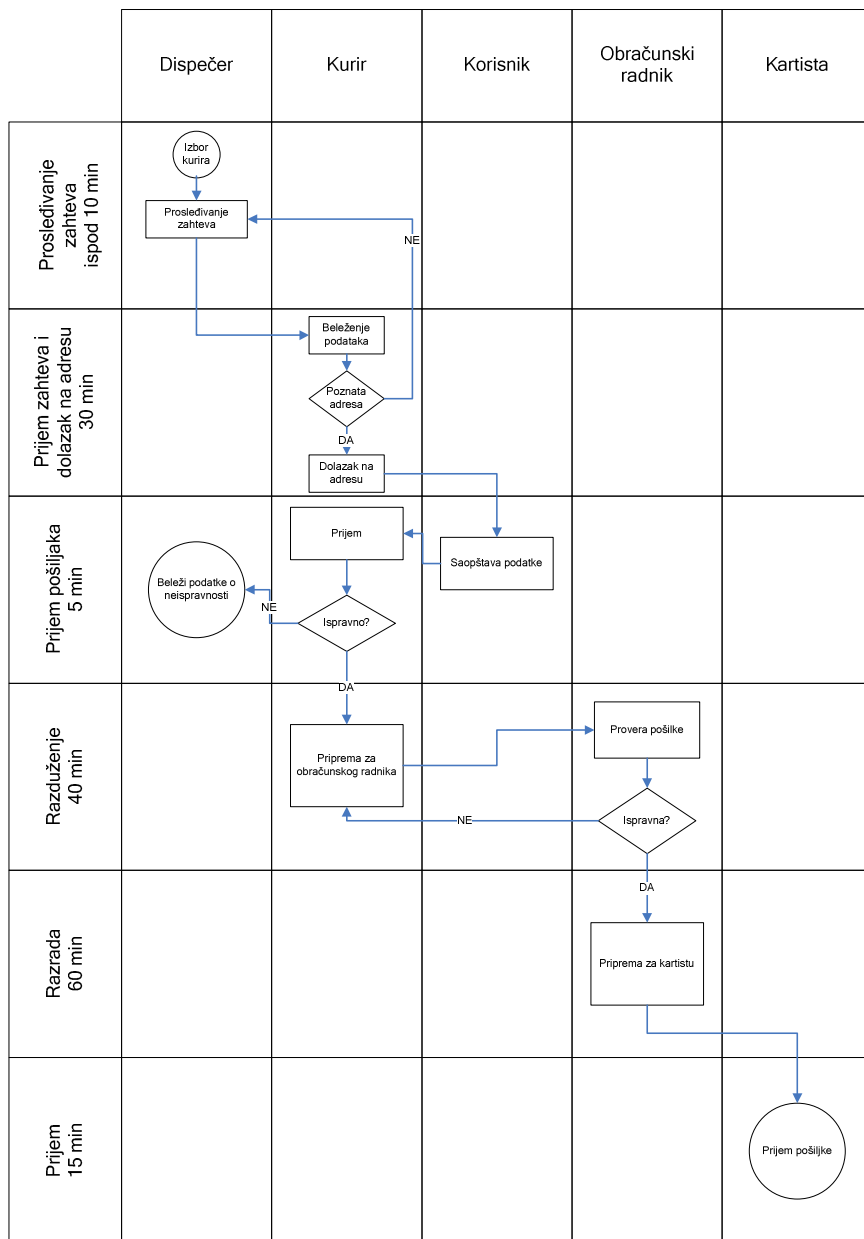 Dispečer
Kurir
Korisnik
Obračunski
radnik
Kartista
Prosleđivanje
zahteva
ispod 10 min
Izbor
kurira
Prosleđivanje
zahteva
NE
Prijem zahteva i
dolazak na adresu
30 min
Beleženje
podataka
Poznata
adresa
DA
Dolazak na
adresu
Prijem pošiljaka
5 min
Prijem
Saopštava podatke
Beleži podatke o
neispravnosti
NE
Ispravno?
DA
Razduženje
40 min
Priprema za
obračunskog radnika
Provera pošilke
NE
Ispravna?
DA
Razrada
60 min
Priprema za kartistu
Prijem
15 min
Prijem pošiljke